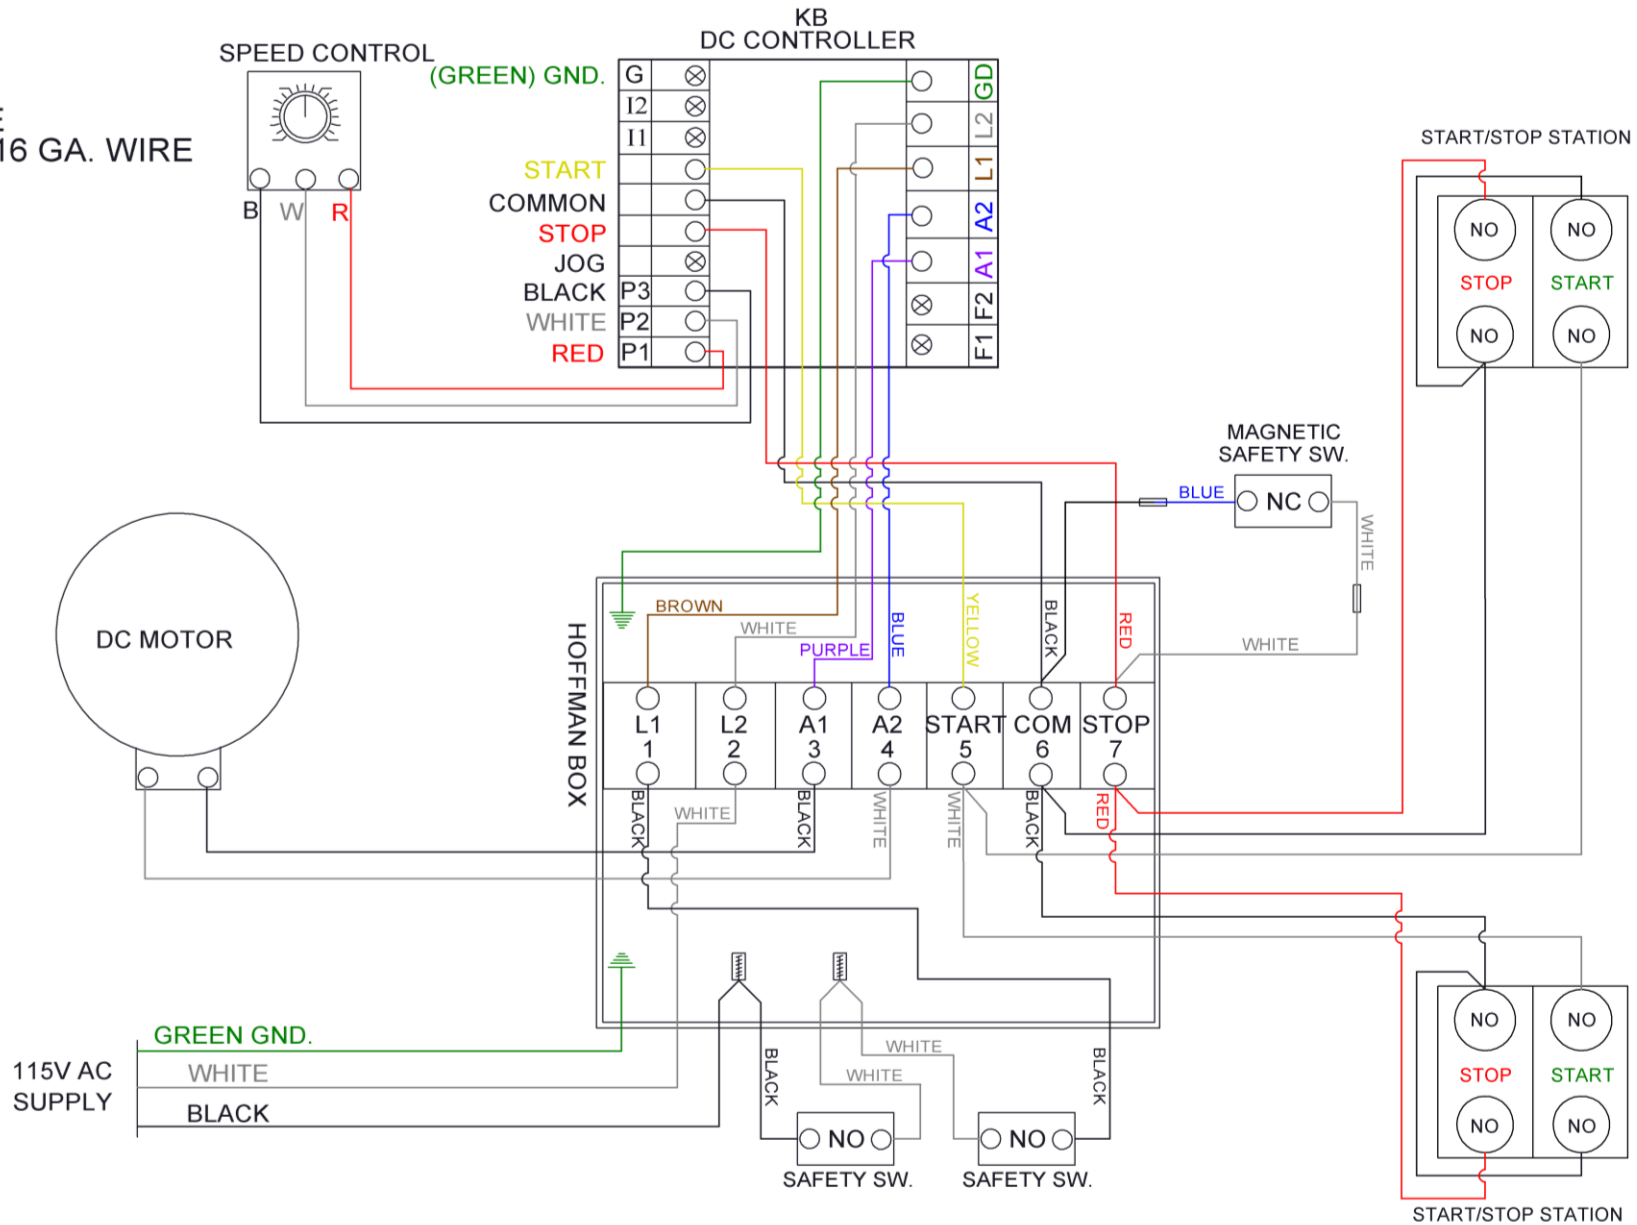 KB
DC CONTROLLER
SPEED CONTROL
16 GA. WIRE
B W R
(GREEN) GND. G
I2
I1
START
COMMON
STOP
JOG
BLACK P3
WHITE P2
RED P1
GD
L2
L1
A2
A1
F2
F1
START/STOP STATION
NO NO
STOP START
NO NO
MAGNETIC
SAFETY SW.
BLUE
NC
WHITE
WHITE
DC MOTOR
HOFFMAN BOX
BROWN
WHITE
PURPLE
BLUE
YELLOW
BLACK
RED
L1 L2 A1 A2 START COM STOP
1 2 3 4 5 6 7
BLACK
WHITE
BLACK
WHITE
WHITE
BLACK
RED
115V AC
SUPPLY
GREEN GND.
WHITE
BLACK
BLACK
WHITE
WHITE
BLACK
NO
SAFETY SW.
NO
SAFETY SW.
NO NO
STOP START
NO NO
START/STOP STATION